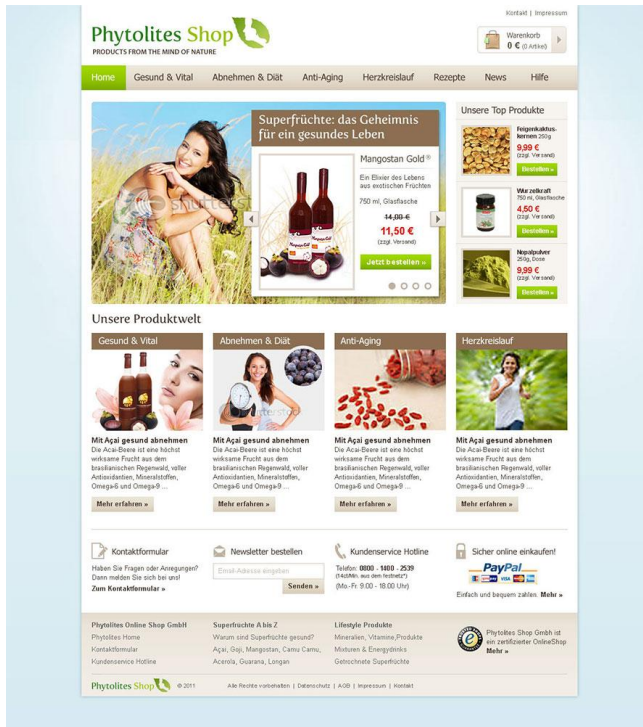 Kontakt | Impressum
Phytolites Shop
PRODUCTS FROM THE MIND OF NATURE
Warenkorb
0 € (0 Artikel)
Home Gesund & Vital Abnehmen & Diät Anti-Aging Herzkreislauf Rezepte News Hilfe
Superfrüchte: das Geheimnis
für ein gesundes Leben
Mangostan Gold®
Ein Elixier des Lebens
aus exotischen Früchten
750 ml, Glasflasche
14,00 €
11,50 €
(zzgl. Versand)
Jetzt bestellen »
Unsere Top Produkte
Feigenkaktus-
kernen 250g
9,99 €
(zzgl. Versand)
Bestellen »
Wurzelkraft
750 ml, Glasflasche
4,50 €
(zzgl. Versand)
Bestellen »
Nopalpulver
250g, Dose
9,99 €
(zzgl. Versand)
Bestellen »
Unsere Produktwelt
Gesund & Vital
Mit Açai gesund abnehmen
Die Acai-Beere ist eine höchst
wirksame Frucht aus dem
brasilianischen Regenwald, voller
Antioxidantien, Mineralstoffen,
Omega-6 und Omega-9 ...
Mehr erfahren »
Abnehmen & Diät
Mit Açai gesund abnehmen
Die Acai-Beere ist eine höchst
wirksame Frucht aus dem
brasilianischen Regenwald, voller
Antioxidantien, Mineralstoffen,
Omega-6 und Omega-9 ...
Mehr erfahren »
Anti-Aging
Mit Açai gesund abnehmen
Die Acai-Beere ist eine höchst
wirksame Frucht aus dem
brasilianischen Regenwald, voller
Antioxidantien, Mineralstoffen,
Omega-6 und Omega-9 ...
Mehr erfahren »
Herzkreislauf
Mit Açai gesund abnehmen
Die Acai-Beere ist eine höchst
wirksame Frucht aus dem
brasilianischen Regenwald, voller
Antioxidantien, Mineralstoffen,
Omega-6 und Omega-9 ...
Mehr erfahren »
Kontaktformular
Haben Sie Fragen oder Anregungen?
Dann melden Sie sich bei uns!
Zum Kontaktformular »
Newsletter bestellen
Email-Adresse eingeben
Senden »
Kundenservice Hotline
Telefon: 0800 - 1400 - 2539
(14ct/Min. aus dem festnetz*)
(Mo.-Fr. 9.00 - 18.00 Uhr)
Sicher online einkaufen!
PayPal
VISA
Einfach und bequem zahlen. Mehr »
Phytolites Online Shop GmbH
Phytolites Home
Kontaktformular
Kundenservice Hotline
Superfrüchte A bis Z
Warum sind Superfrüchte gesund?
Açai, Goji, Mangostan, Camu Camu,
Acerola, Guarana, Longan
Lifestyle Produkte
Mineralien, Vitamine,Produkte
Mixturen & Energydrinks
Getrocknete Superfrüchte
Phytolites Shop GmbH ist
ein zertifizierter OnlineShop
Mehr »
Phytolites Shop © 2011 Alle Rechte vorbehalten | Datenschutz | AGB | Impressum | Kontakt